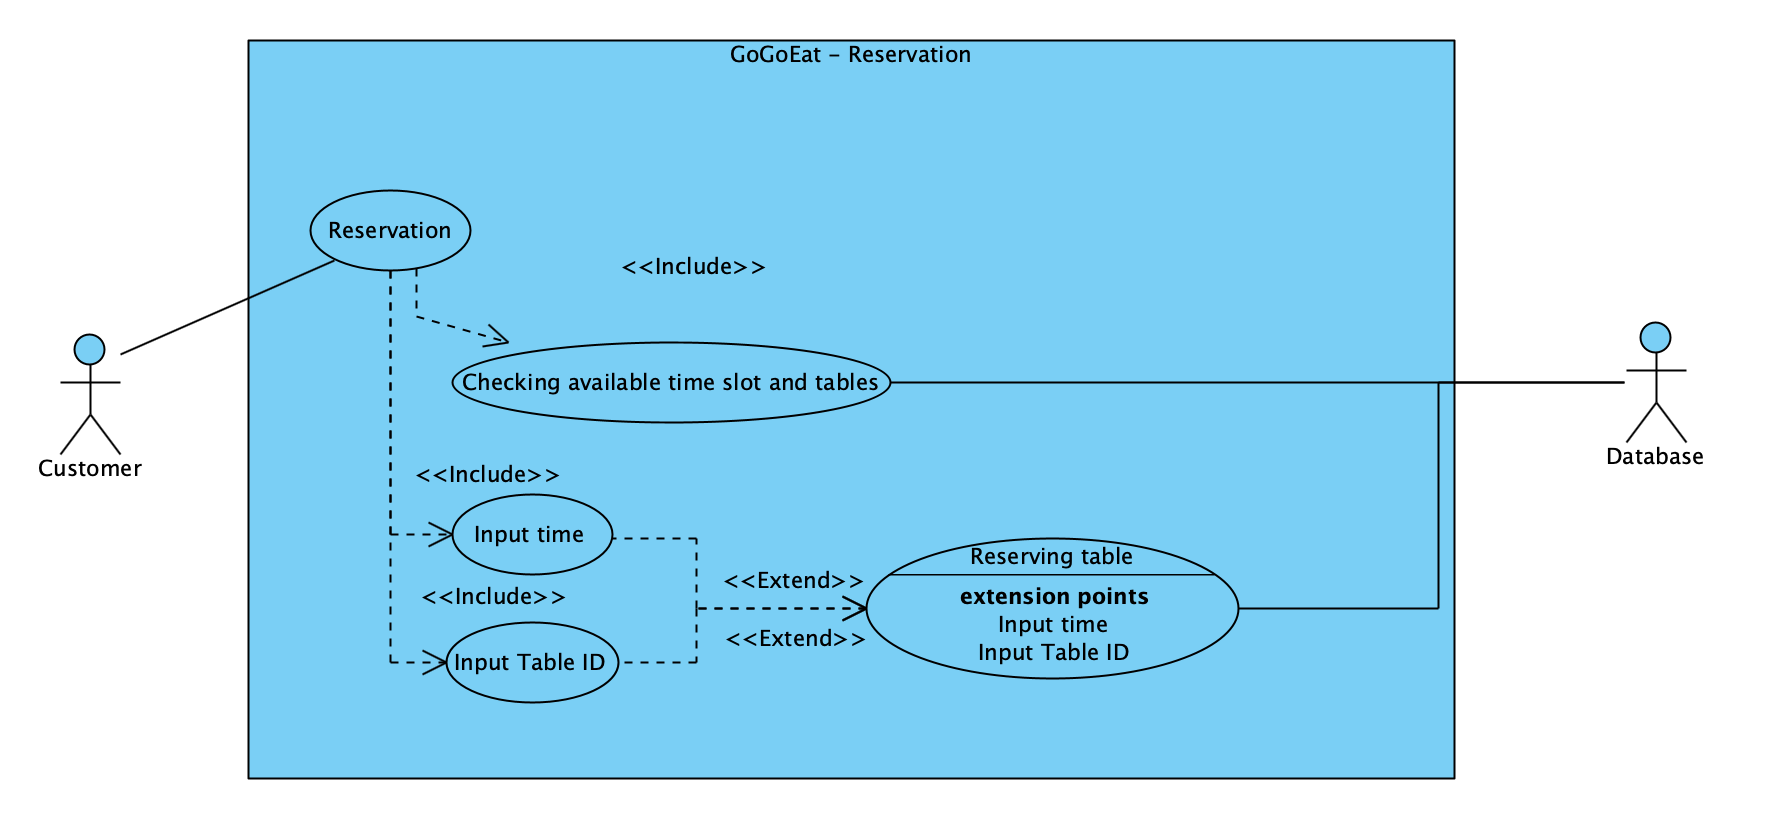 GoGoEat - Reservation
Reservation
<<Include>>
Checking available time slot and tables
Customer
Database
<<Include>>
Input time
<<Include>>
Input Table ID
<<Extend>>
<<Extend>>
Reserving table
extension points
Input time
Input Table ID